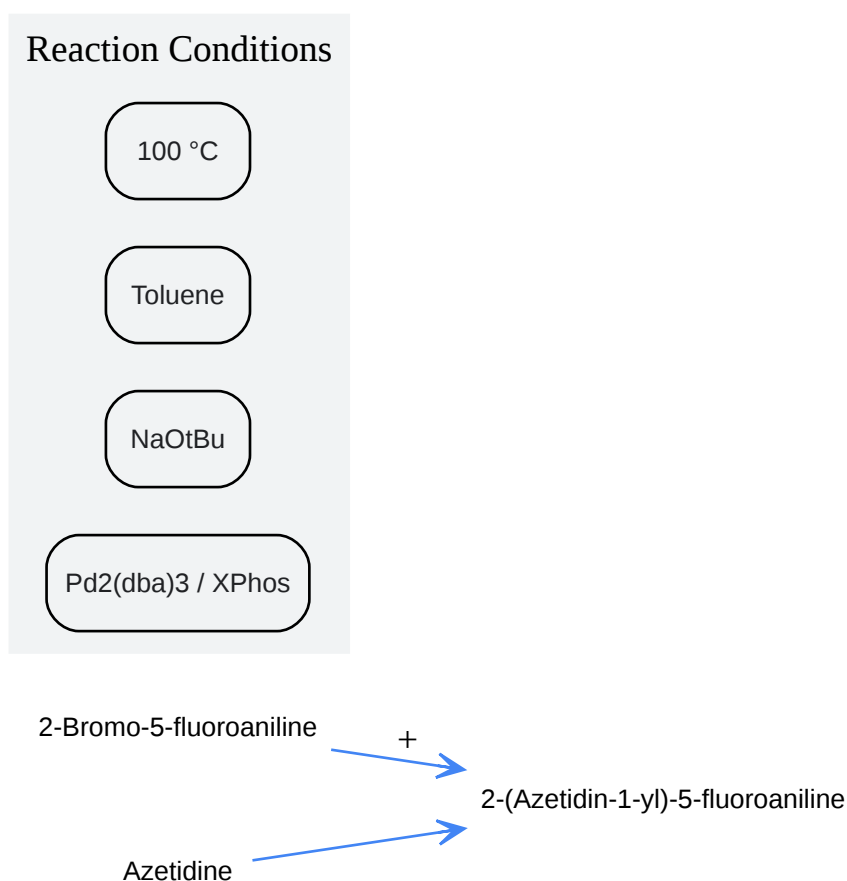 Reaction Conditions
100 °C
Toluene
NaOtBu
Pd2(dba)3 / XPhos
2-Bromo-5-fluoroaniline
+
2-(Azetidin-1-yl)-5-fluoroaniline
Azetidine